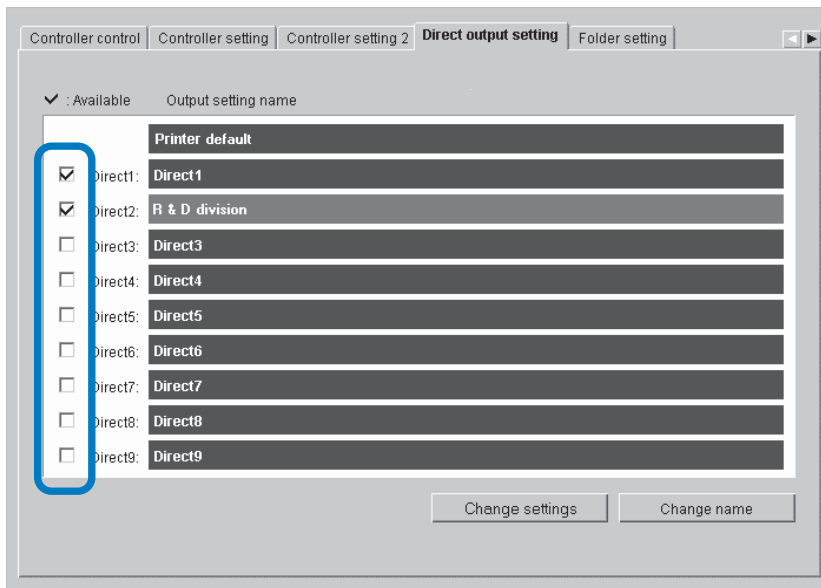 Controller control Controller setting Controller setting 2 Direct output setting Folder setting
✓ : Available Output setting name
Printer default
Direct1: Direct1
Direct2: R & D division
Direct3: Direct3
Direct4: Direct4
Direct5: Direct5
Direct6: Direct6
Direct7: Direct7
Direct8: Direct8
Direct9: Direct9
Change settings Change name